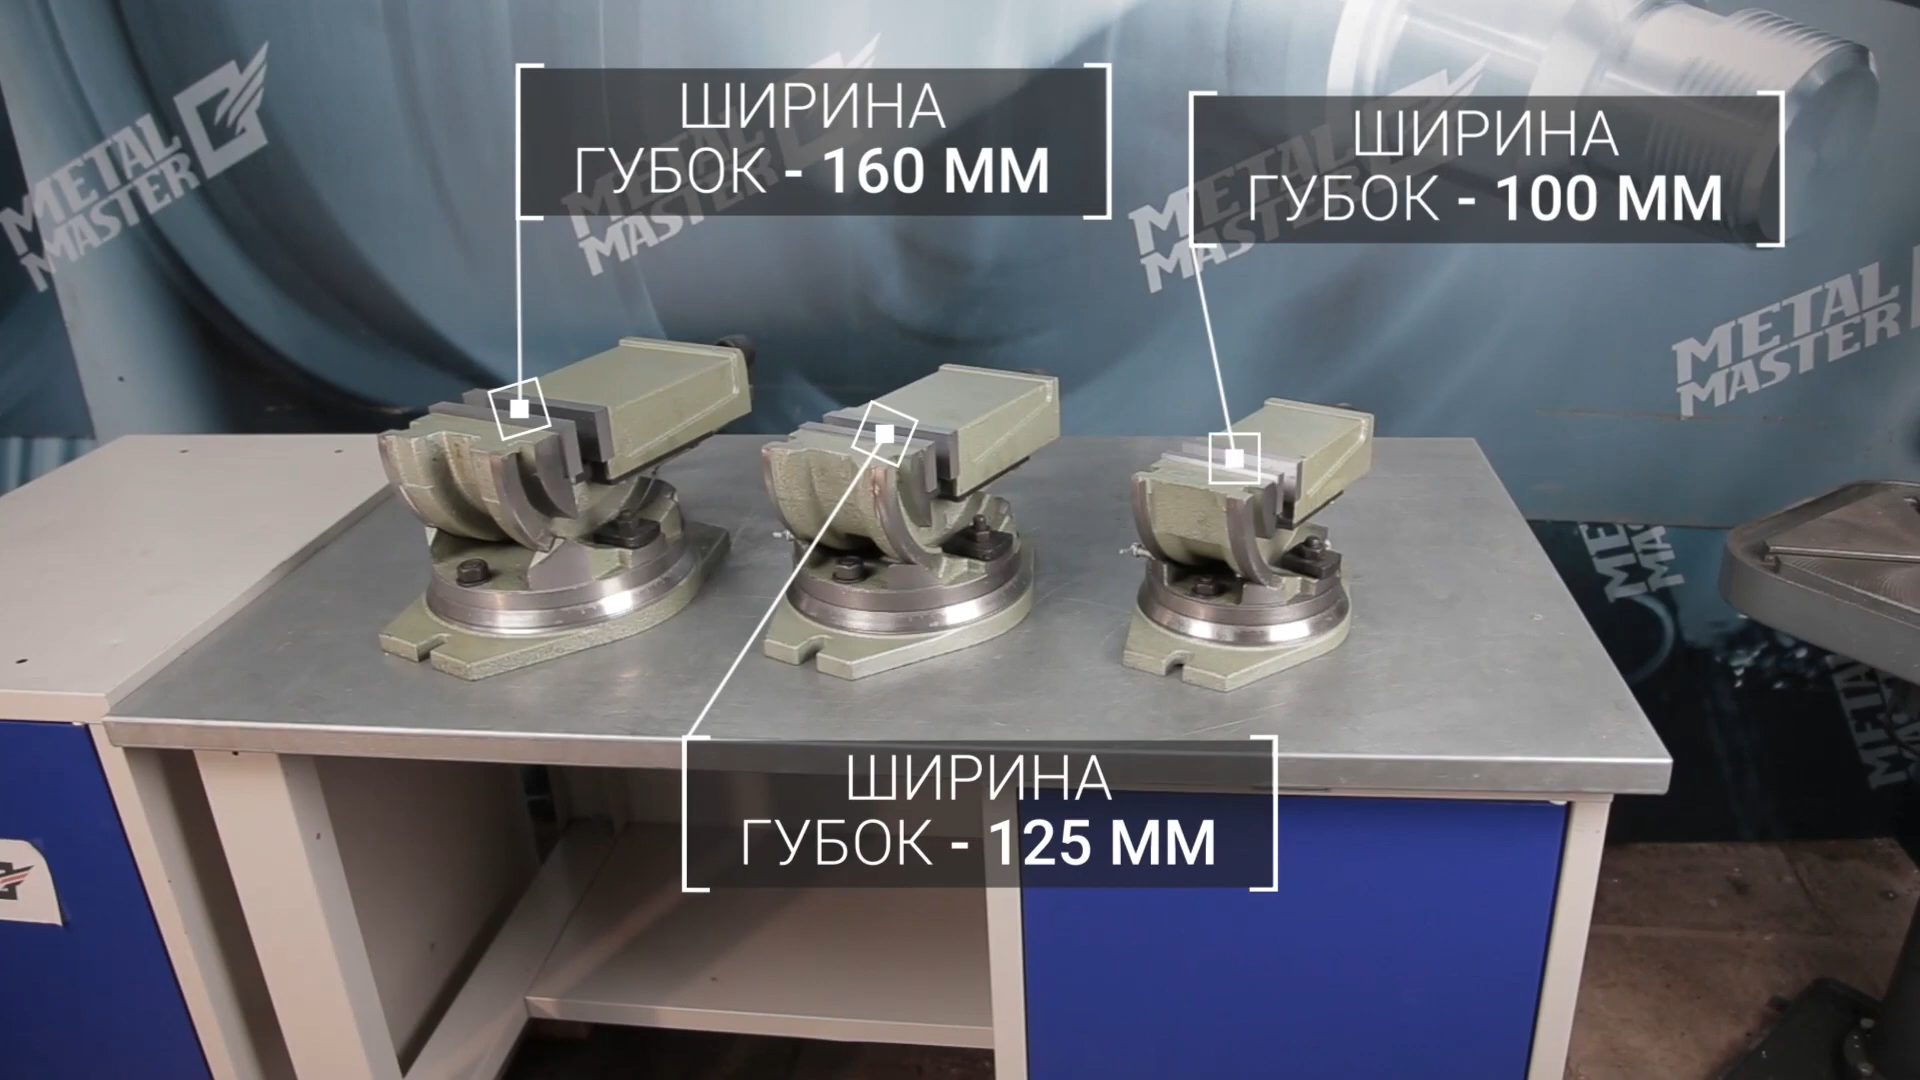 ШИРИНА
ГУБОК - 160 ММ
ШИРИНА
ГУБОК - 100 ММ
ШИРИНА
ГУБОК - 125 ММ
METAL
MASTER
METAL
MASTER
METAL
MASTER
METAL
MASTER